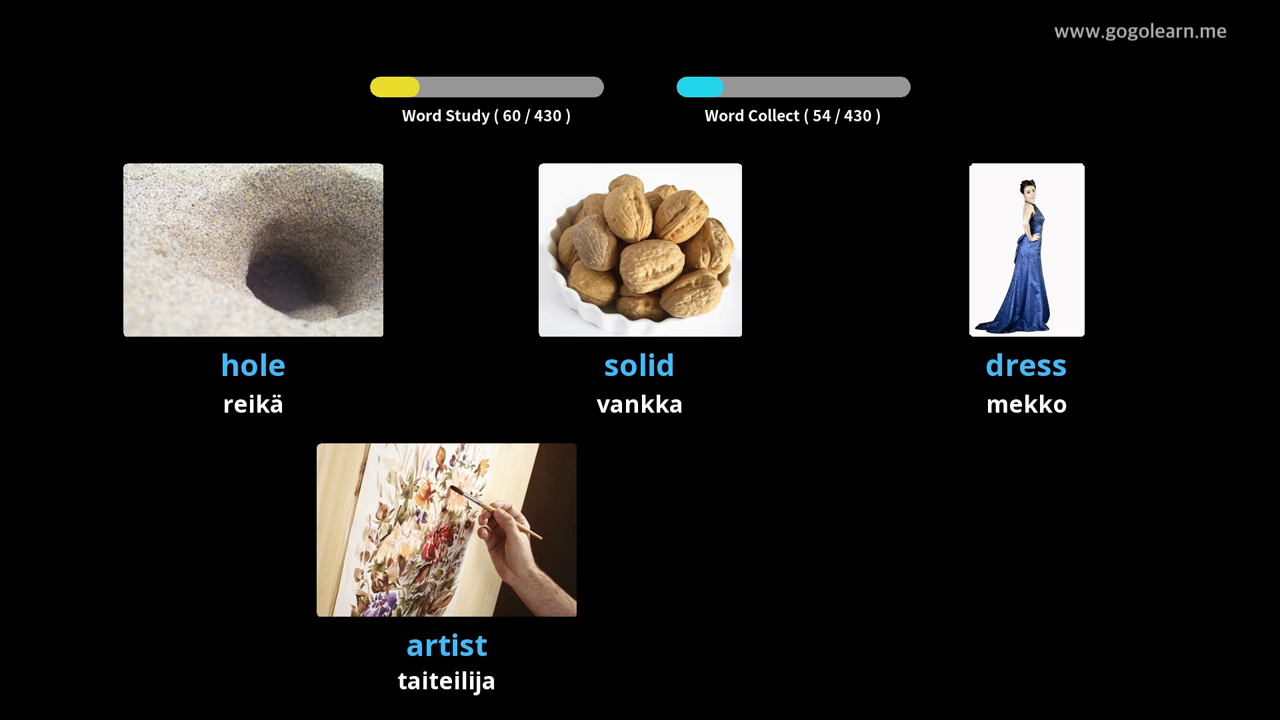 www.gogolearn.me
Word Study ( 60 / 430 )
Word Collect ( 54 / 430 )
hole
reikä
solid
vankka
dress
mekko
artist
taiteilija